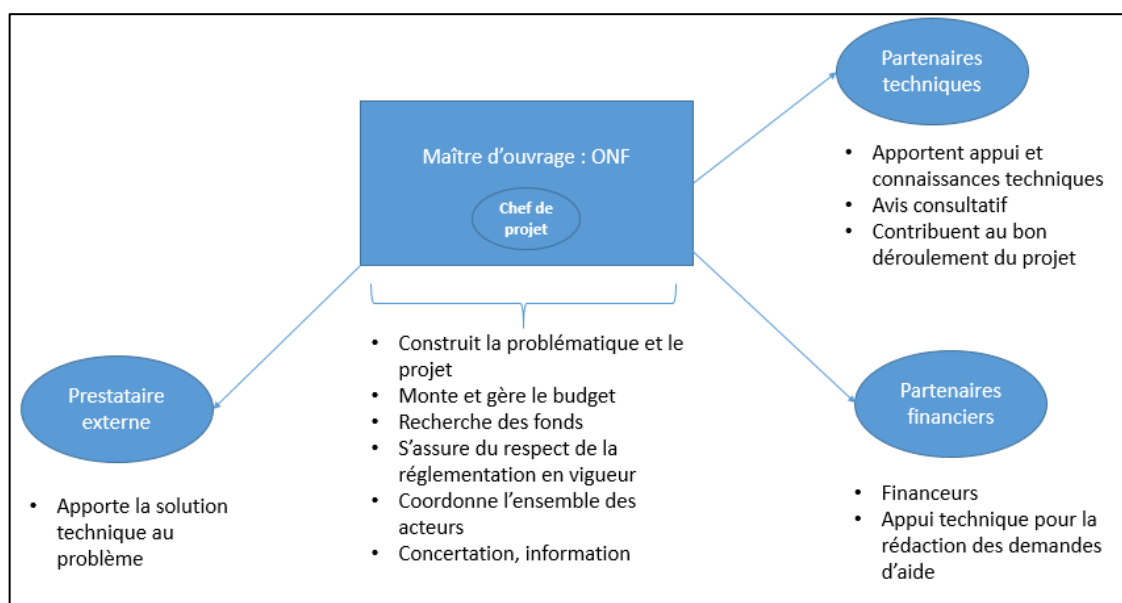 Partenaires
techniques
• Apportent appui et
connaissances techniques
• Avis consultatif
• Contribuent au bon
déroulement du projet
Maître d'ouvrage : ONF
Chef de
projet
• Construit la problématique et le
projet
• Monte et gère le budget
• Recherche des fonds
• S'assure du respect de la
réglementation en vigueur
• Coordonne l'ensemble des
acteurs
• Concertation, information
Prestataire
externe
• Apporte la solution
technique au
problème
Partenaires
financiers
• Financeurs
• Appui technique pour la
rédaction des demandes
d'aide